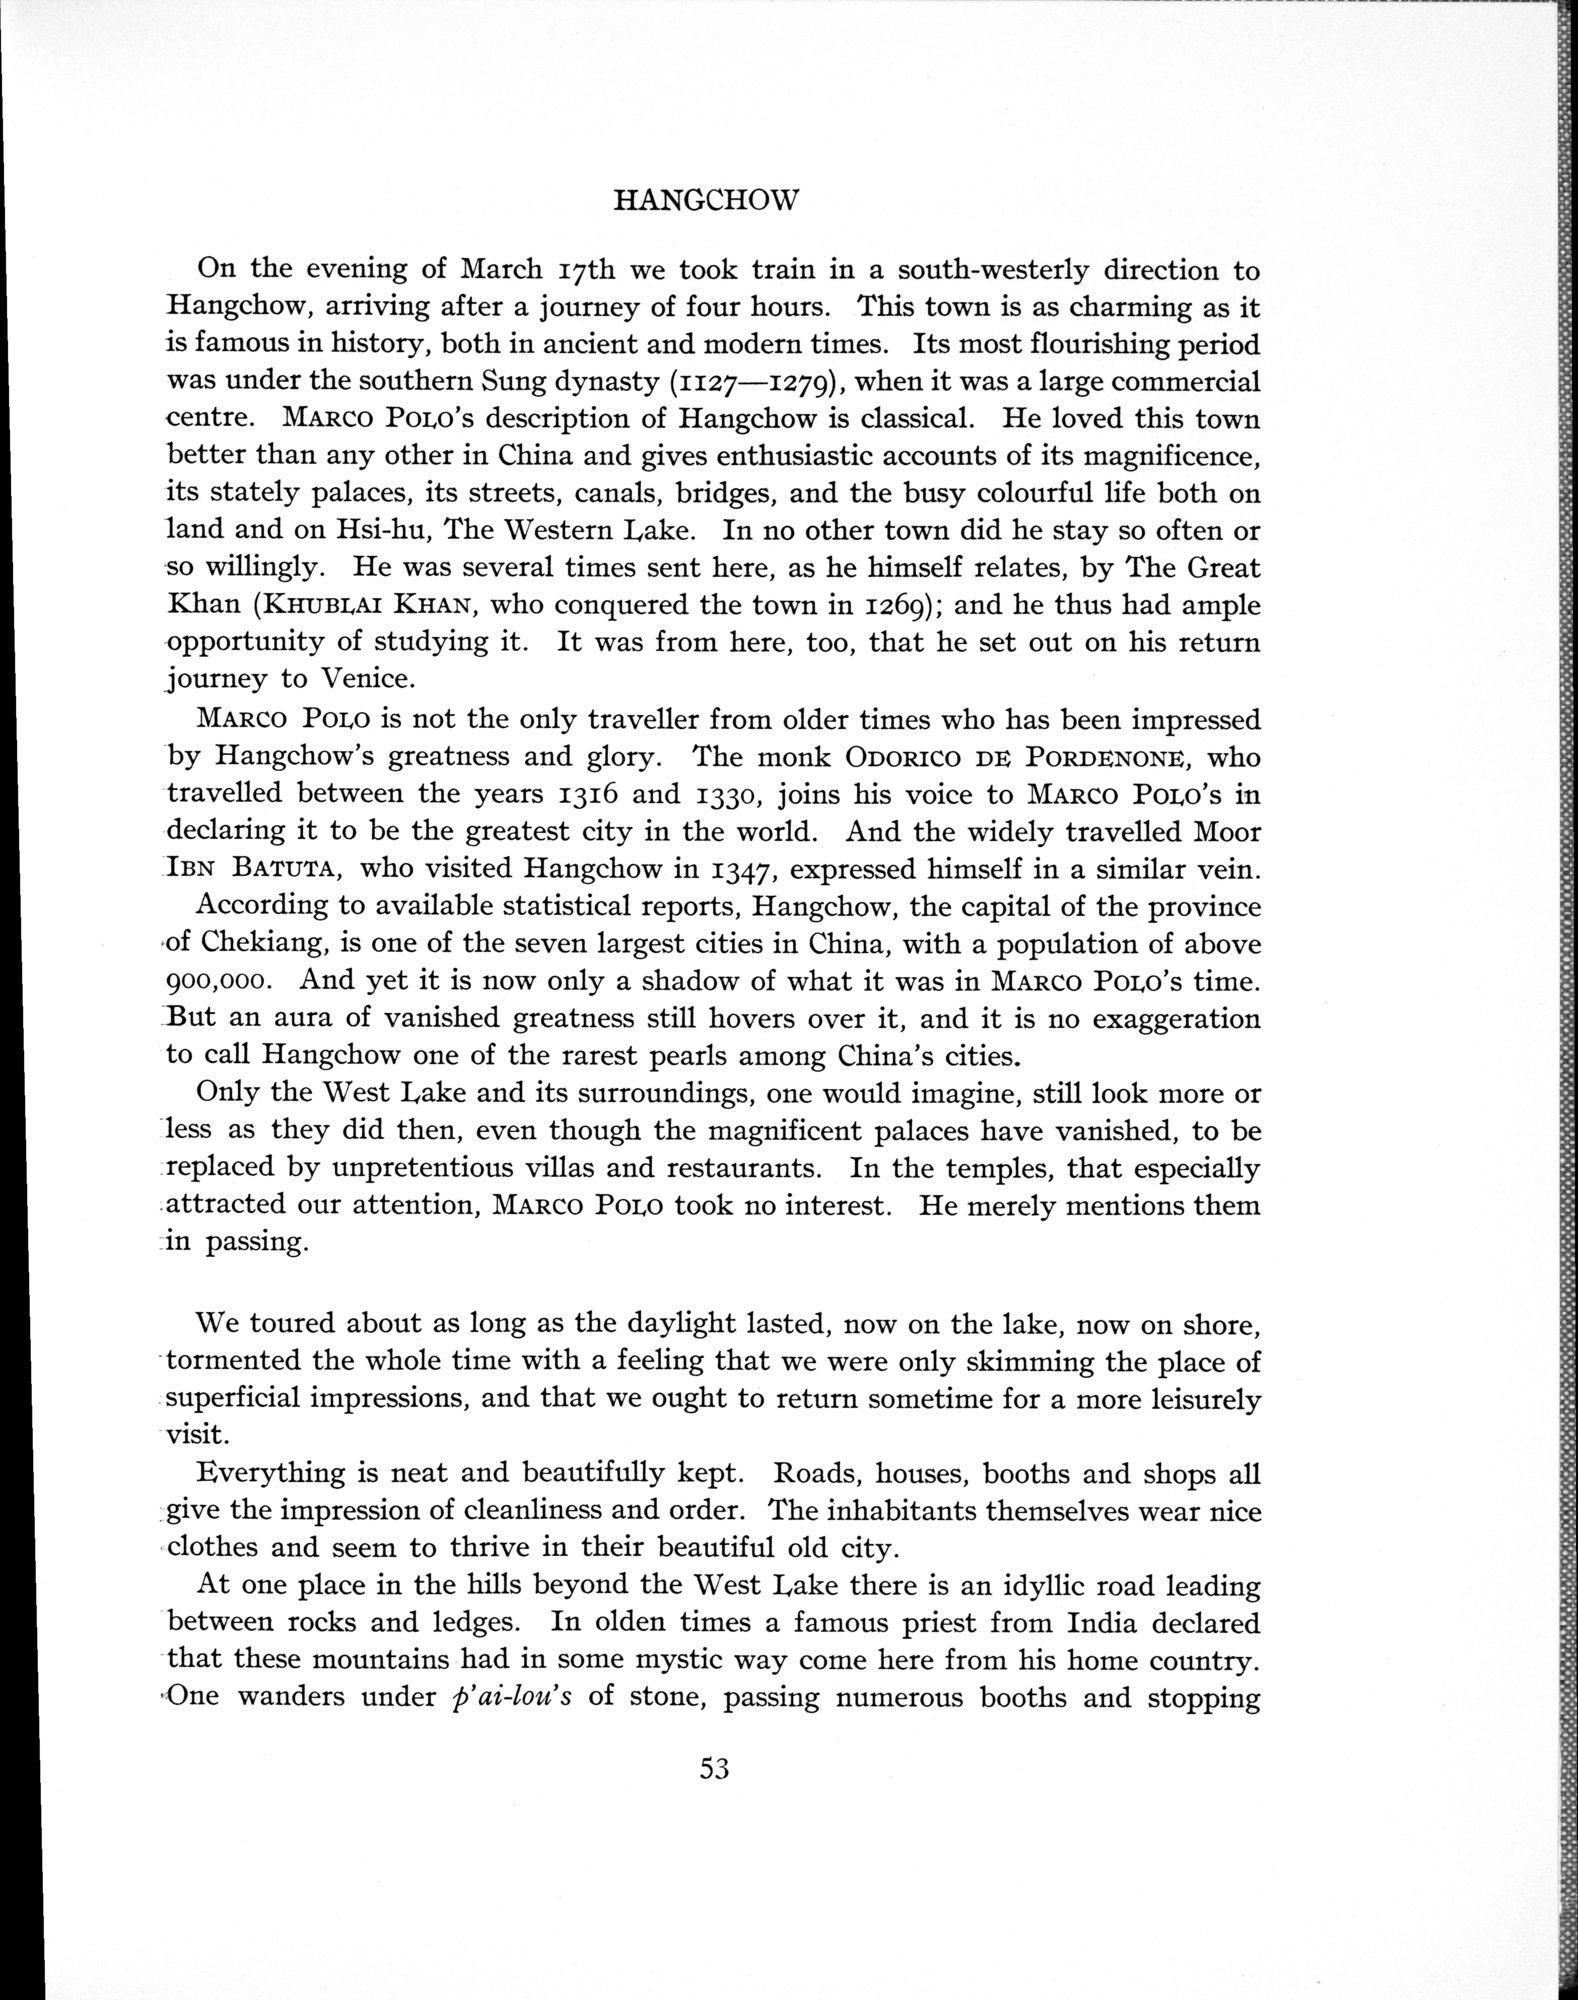 HANGCHOW
On the evening of March 17th we took train in a south-westerly direction to
Hangchow, arriving after a journey of four hours. This town is as charming as it
is famous in history, both in ancient and modern times. Its most flourishing period
was under the southern Sung dynasty (1127—1279), when it was a large commercial
centre. MARCO POLO's description of Hangchow is classical. He loved this town
better than any other in China and gives enthusiastic accounts of its magnificence,
its stately palaces, its streets, canals, bridges, and the busy colourful life both on
land and on Hsi-hu, The Western Lake. In no other town did he stay so often or
so willingly. He was several times sent here, as he himself relates, by The Great
Khan (KHUBLAI KHAN, who conquered the town in 1269); and he thus had ample
opportunity of studying it. It was from here, too, that he set out on his return
journey to Venice.
MARCO POLO is not the only traveller from older times who has been impressed
by Hangchow's greatness and glory. The monk ODORICO DE PORDENONE, who
travelled between the years 1316 and 1330, joins his voice to MARCO POLO's in
declaring it to be the greatest city in the world. And the widely travelled Moor
IBN BATUTA, who visited Hangchow in 1347, expressed himself in a similar vein.
According to available statistical reports, Hangchow, the capital of the province
of Chekiang, is one of the seven largest cities in China, with a population of above
900,000. And yet it is now only a shadow of what it was in MARCO POLO's time.
But an aura of vanished greatness still hovers over it, and it is no exaggeration
to call Hangchow one of the rarest pearls among China's cities.
Only the West Lake and its surroundings, one would imagine, still look more or
less as they did then, even though the magnificent palaces have vanished, to be
replaced by unpretentious villas and restaurants. In the temples, that especially
attracted our attention, MARCO POLO took no interest. He merely mentions them
in passing.
We toured about as long as the daylight lasted, now on the lake, now on shore,
tormented the whole time with a feeling that we were only skimming the place of
superficial impressions, and that we ought to return sometime for a more leisurely
visit.
Everything is neat and beautifully kept. Roads, houses, booths and shops all
give the impression of cleanliness and order. The inhabitants themselves wear nice
clothes and seem to thrive in their beautiful old city.
At one place in the hills beyond the West Lake there is an idyllic road leading
between rocks and ledges. In olden times a famous priest from India declared
that these mountains had in some mystic way come here from his home country.
One wanders under p'ai-lou's of stone, passing numerous booths and stopping
53